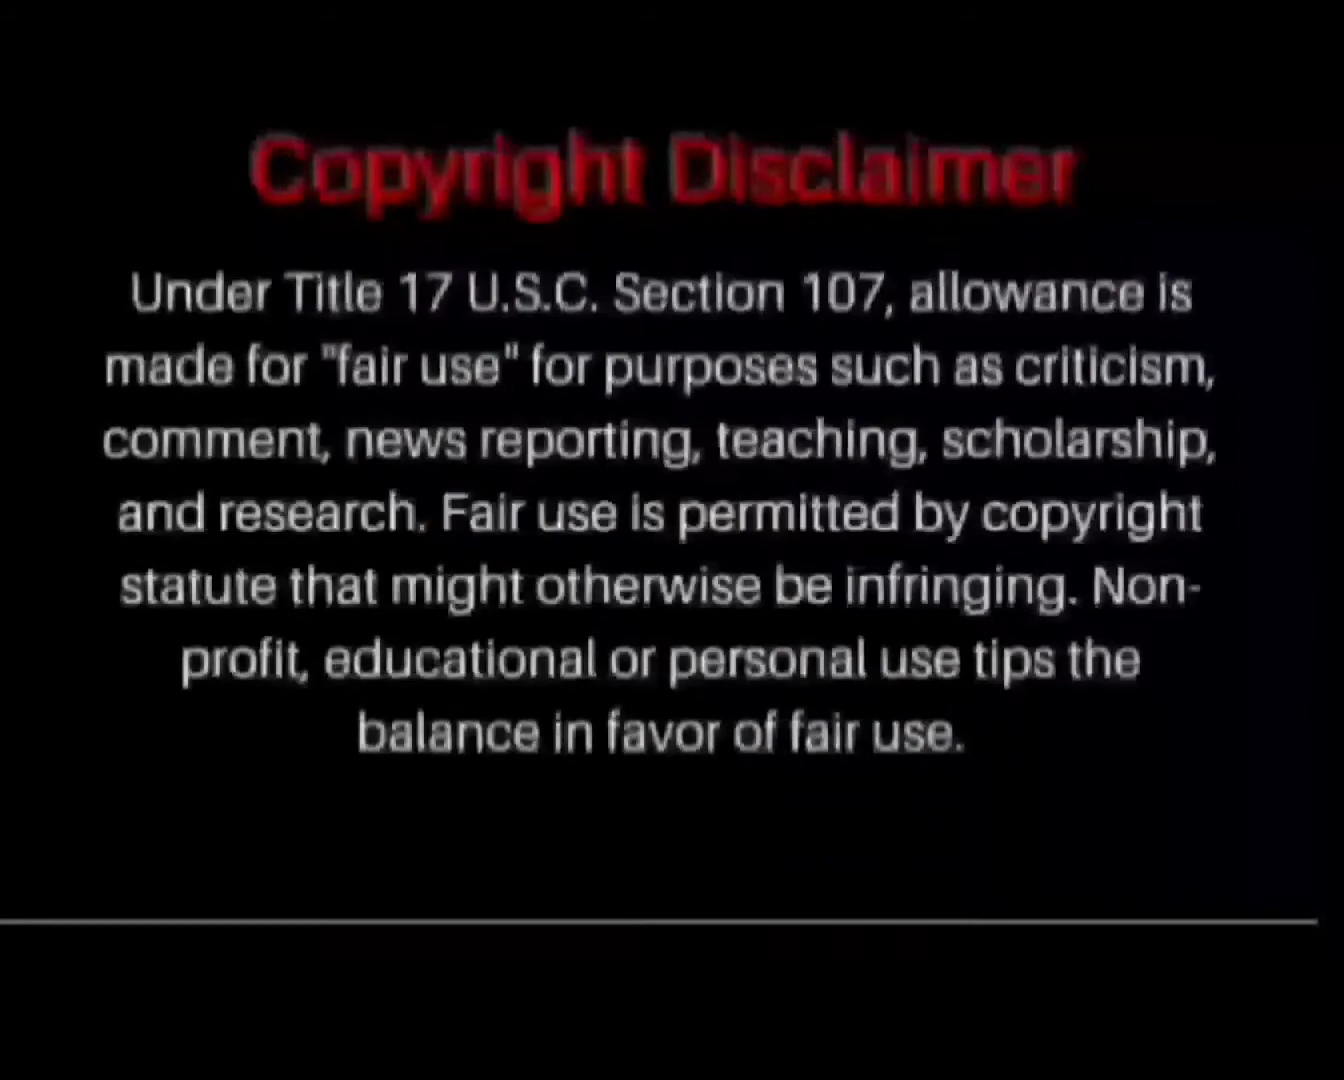 Copyright Disclaimer
Under Title 17 U.S.C. Section 107, allowance is
made for "fair use" for purposes such as criticism,
comment, news reporting, teaching, scholarship,
and research. Fair use is permitted by copyright
statute that might otherwise be infringing. Non-
profit, educational or personal use tips the
balance in favor of fair use.